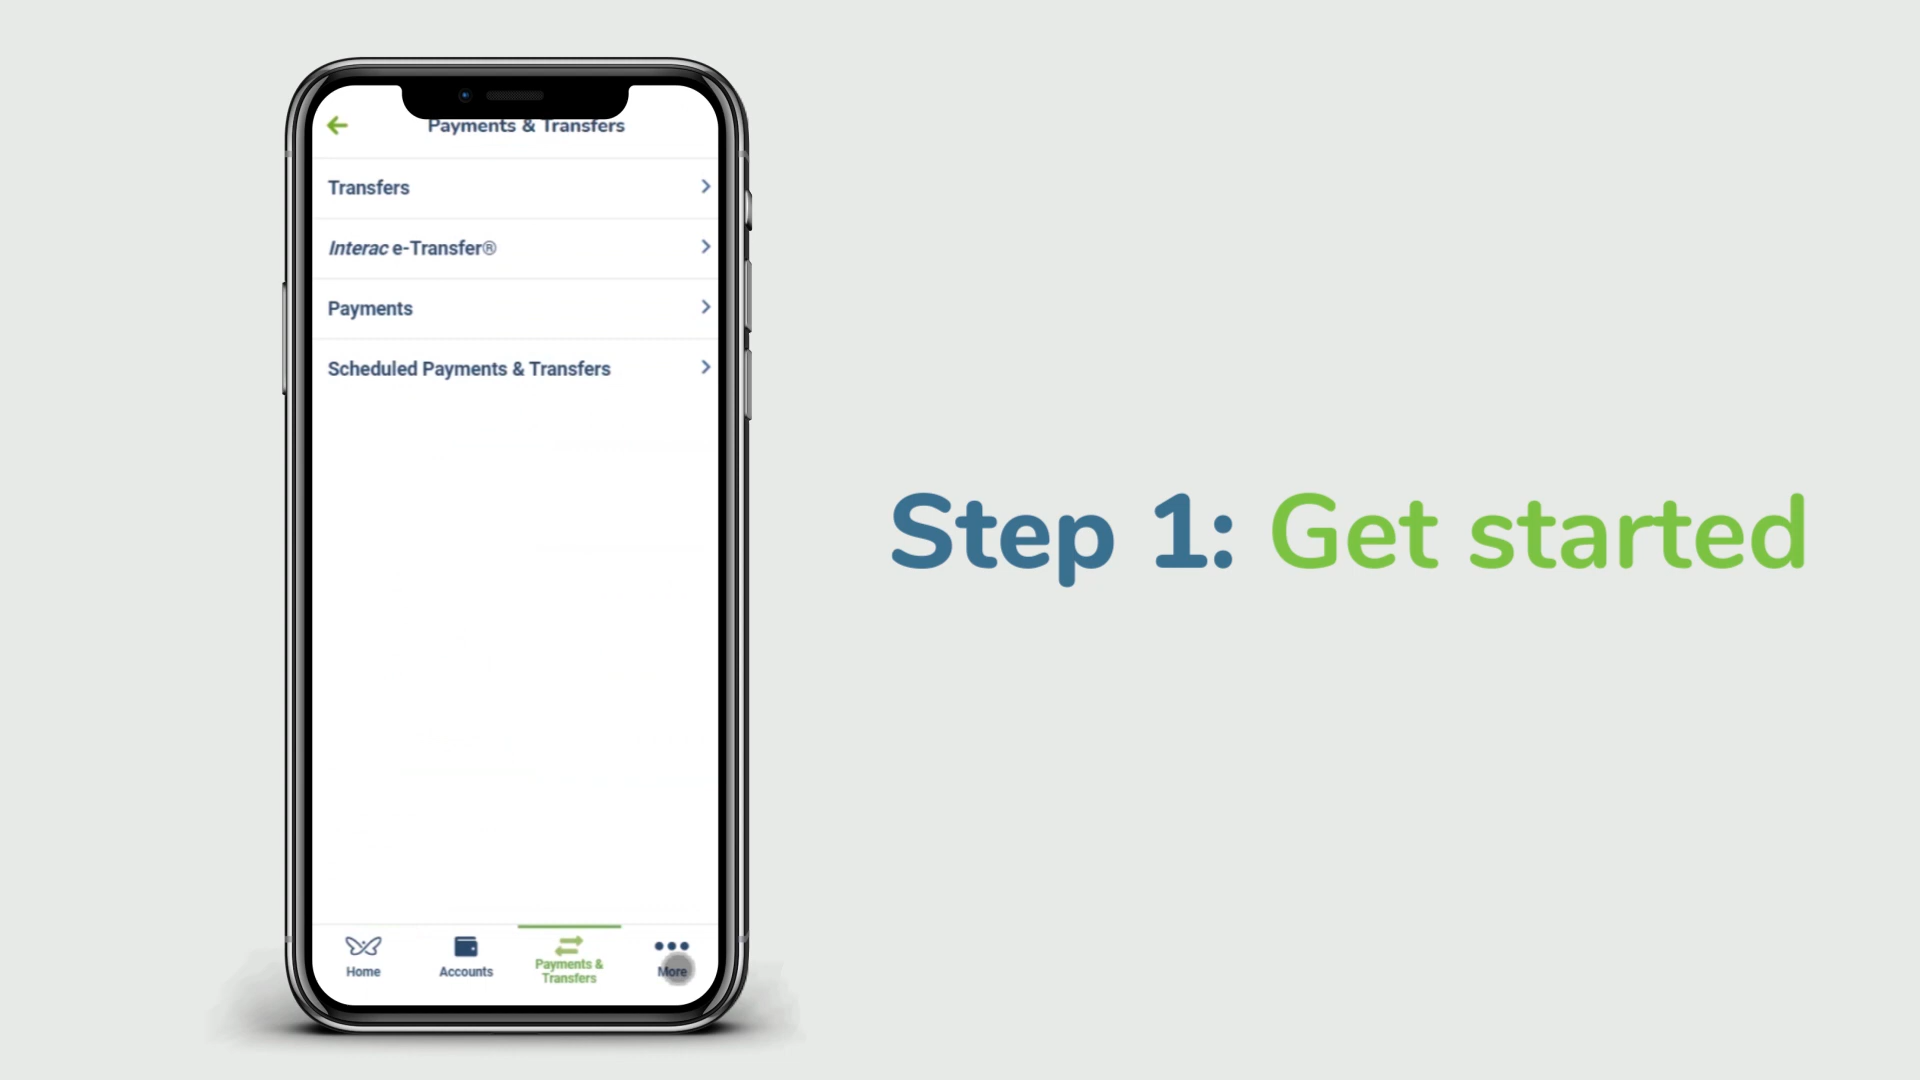 Payments & Transfers
Transfers
Interac e-Transfer®
Payments
Scheduled Payments & Transfers
Home
Accounts
Payments &
Transfers
More
Step 1: Get started